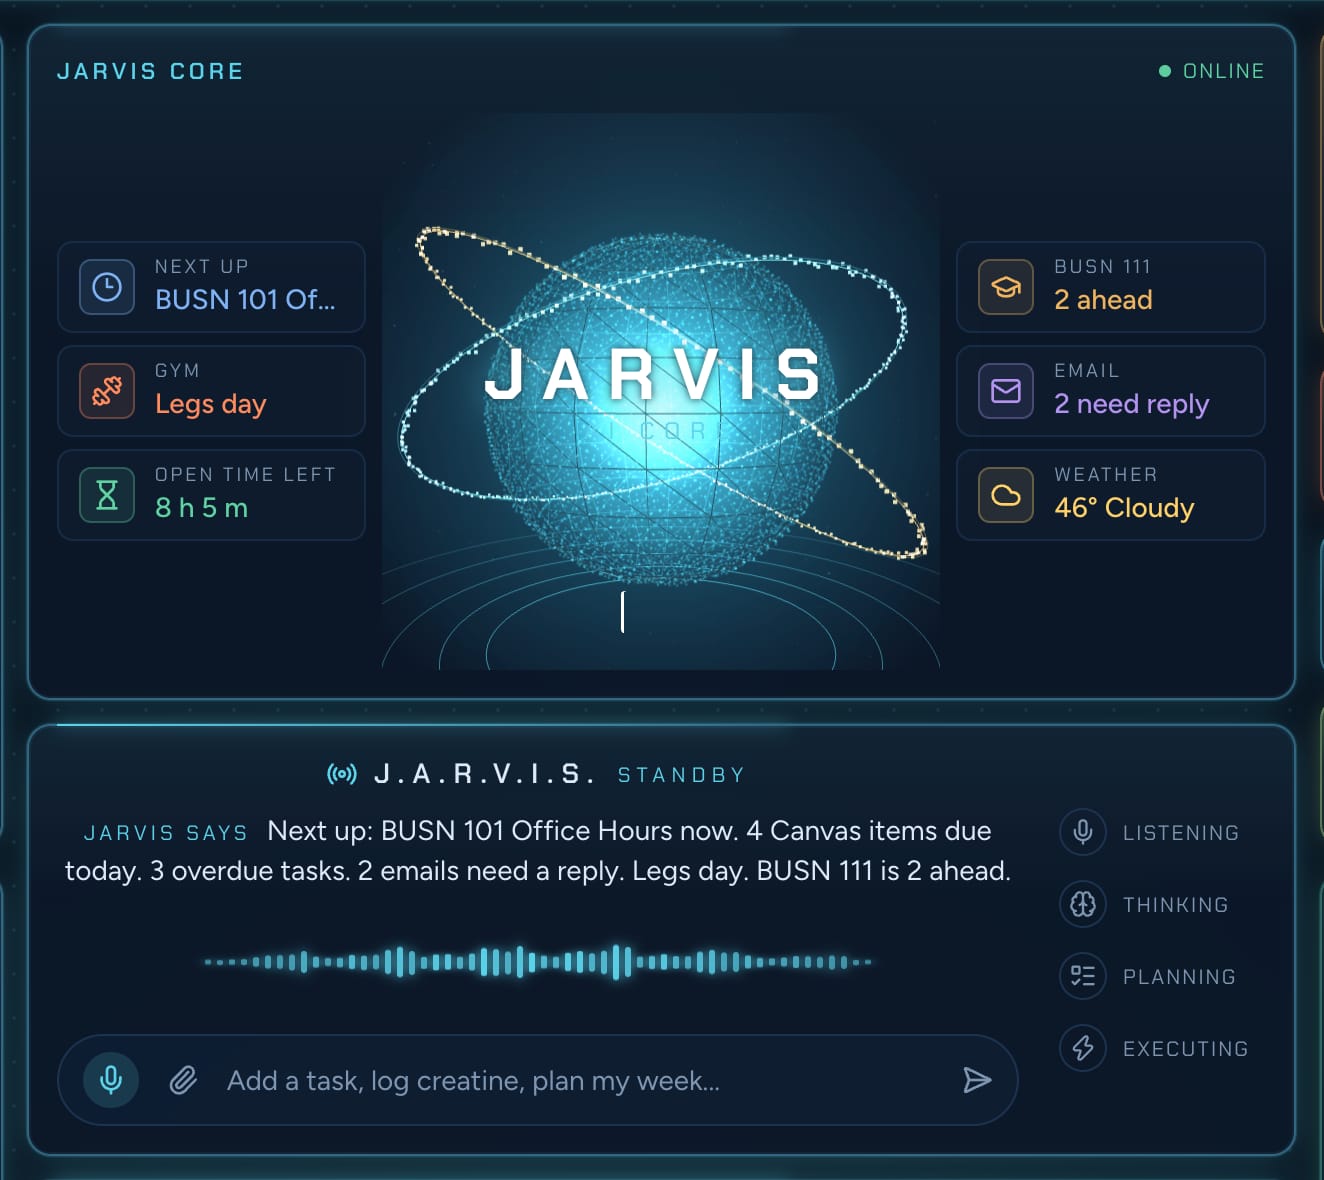 JARVIS CORE
ONLINE
NEXT UP
BUSN 101 Of...
GYM
Legs day
OPEN TIME LEFT
8 h 5 m
JARVIS
BUSN 111
2 ahead
EMAIL
2 need reply
WEATHER
46° Cloudy
J.A.R.V.I.S. STANDBY
JARVIS SAYS Next up: BUSN 101 Office Hours now. 4 Canvas items due
today. 3 overdue tasks. 2 emails need a reply. Legs day. BUSN 111 is 2 ahead.
LISTENING
THINKING
PLANNING
EXECUTING
Add a task, log creatine, plan my week...